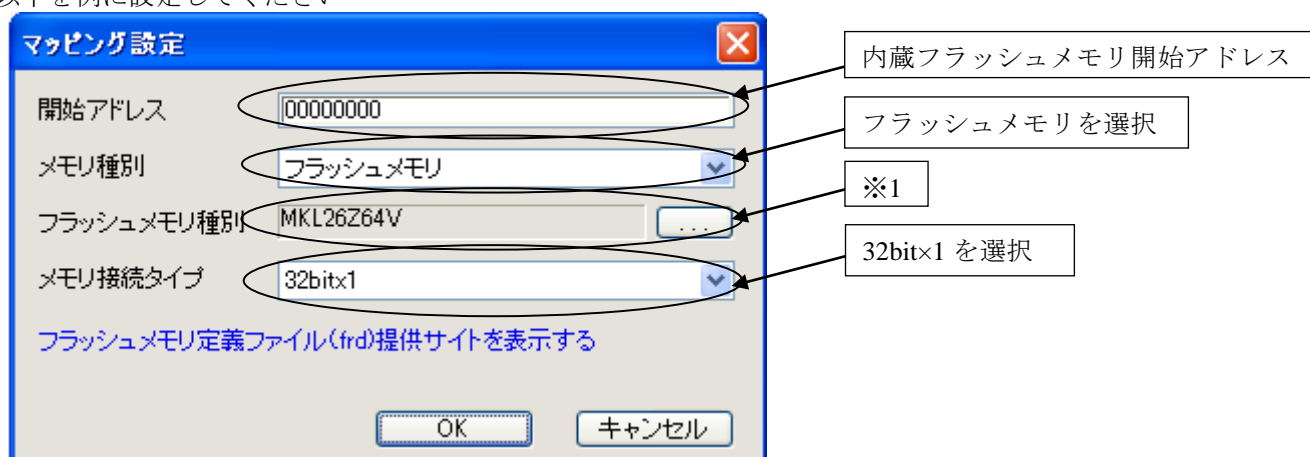 以下を例に設定してください
マッピング設定
内蔵フラッシュメモリ開始アドレス
開始アドレス 00000000
フラッシュメモリを選択
メモリ種別 フラッシュメモリ
※1
フラッシュメモリ種別 MKL26Z64V ...
32bit×1 を選択
メモリ接続タイプ 32bitx1
フラッシュメモリ定義ファイル(frd)提供サイトを表示する
OK キャンセル